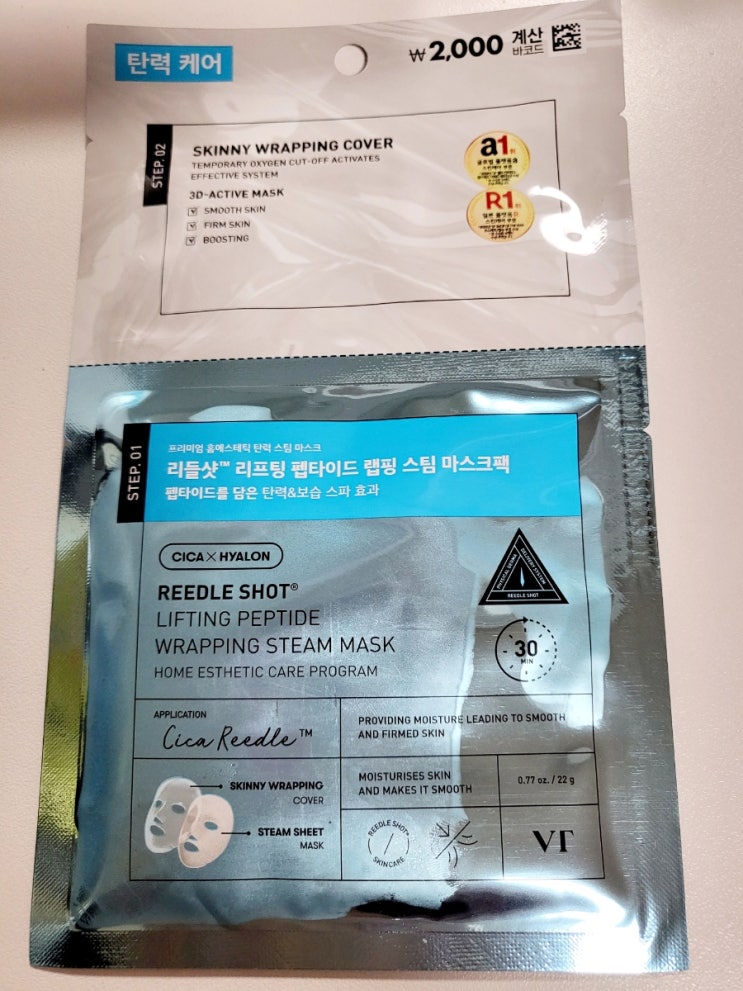 탄력 케어
₩2,000 계산
바코드
STEP. 02
SKINNY WRAPPING COVER
TEMPORARY OXYGEN CUT-OFF ACTIVATES
EFFECTIVE SYSTEM
3D-ACTIVE MASK
SMOOTH SKIN
FIRM SKIN
BOOSTING
a1
R1
STEP. 01
프리미엄 홈에스테틱 탄력 스팀 마스크
리들샷™ 리프팅 펩타이드 랩핑 스팀 마스크팩
펩타이드를 담은 탄력&보습 스파 효과
CICA X HYALON
REEDLE SHOT®
LIFTING PEPTIDE
WRAPPING STEAM MASK
HOME ESTHETIC CARE PROGRAM
PHYSICAL DERMA
DELIVERY SYSTEM
REEDLE SHOT
30
MIN
APPLICATION
Cica Reedle™
PROVIDING MOISTURE LEADING TO SMOOTH
AND FIRMED SKIN
SKINNY WRAPPING
COVER
STEAM SHEET
MASK
MOISTURISES SKIN
AND MAKES IT SMOOTH
0.77 oz. / 22 g
REEDLE SHOT®
SKINCARE
VT